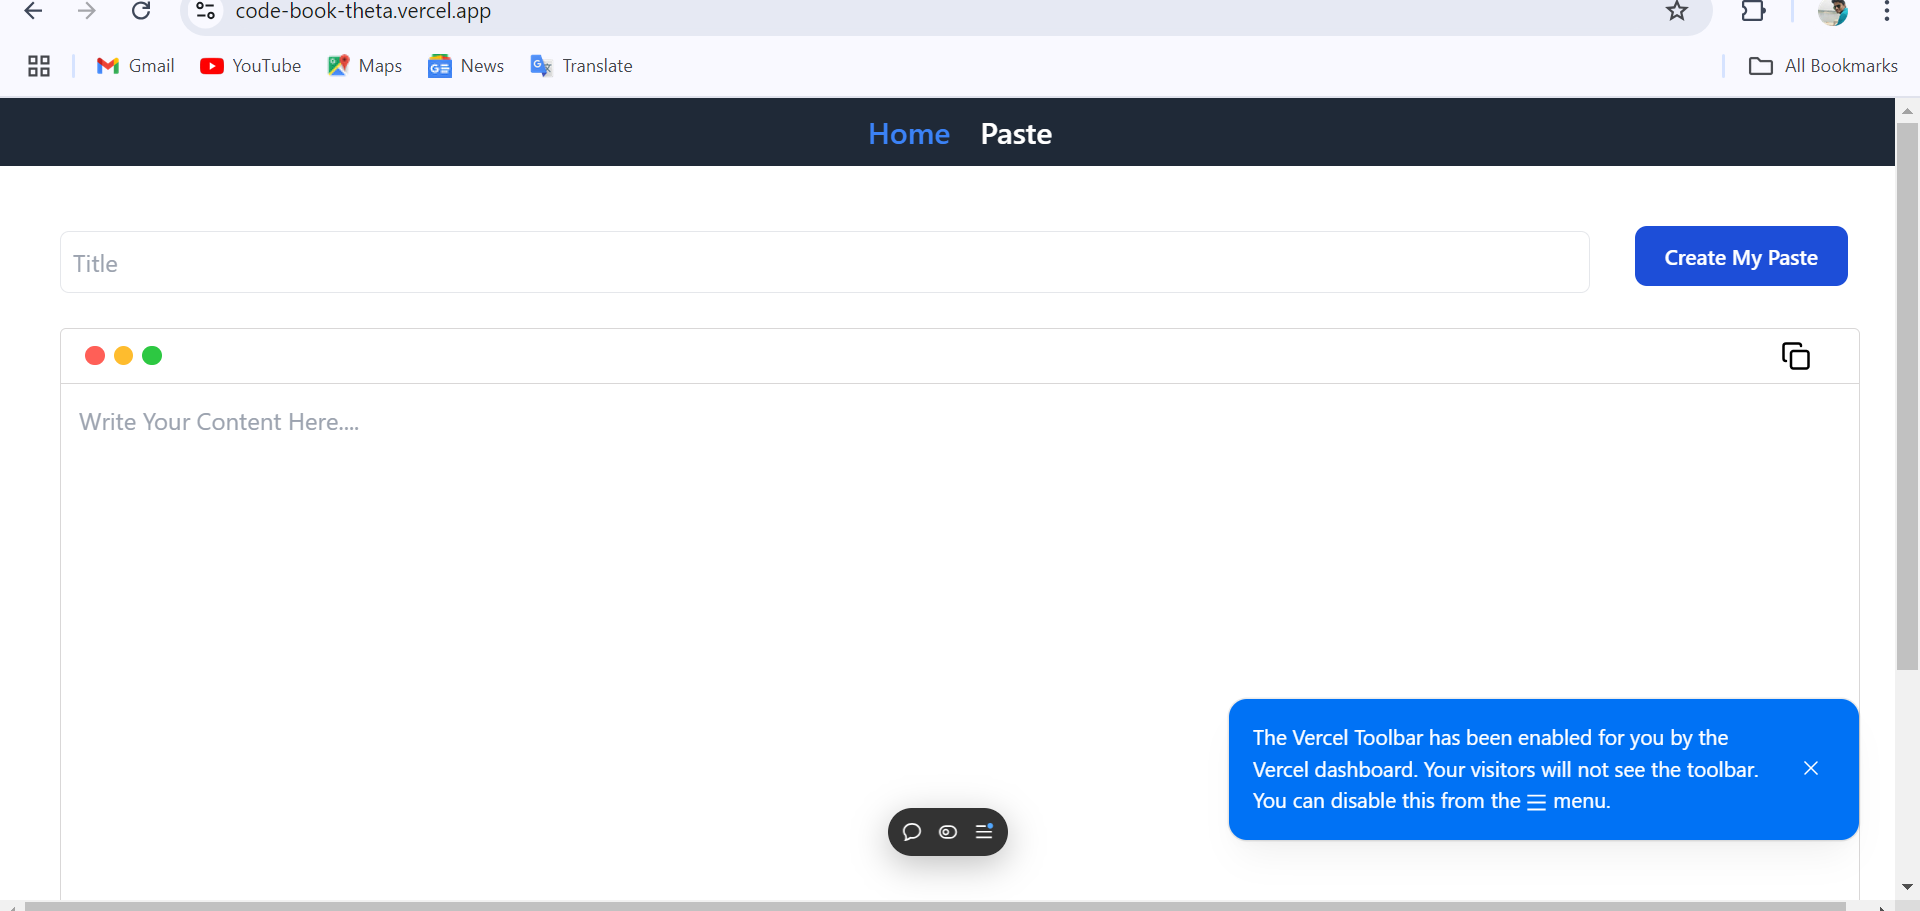 code-book-theta.vercel.app
Gmail YouTube Maps News Translate All Bookmarks
Home Paste
Title Create My Paste
Write Your Content Here....
The Vercel Toolbar has been enabled for you by the
Vercel dashboard. Your visitors will not see the toolbar.
You can disable this from the menu.